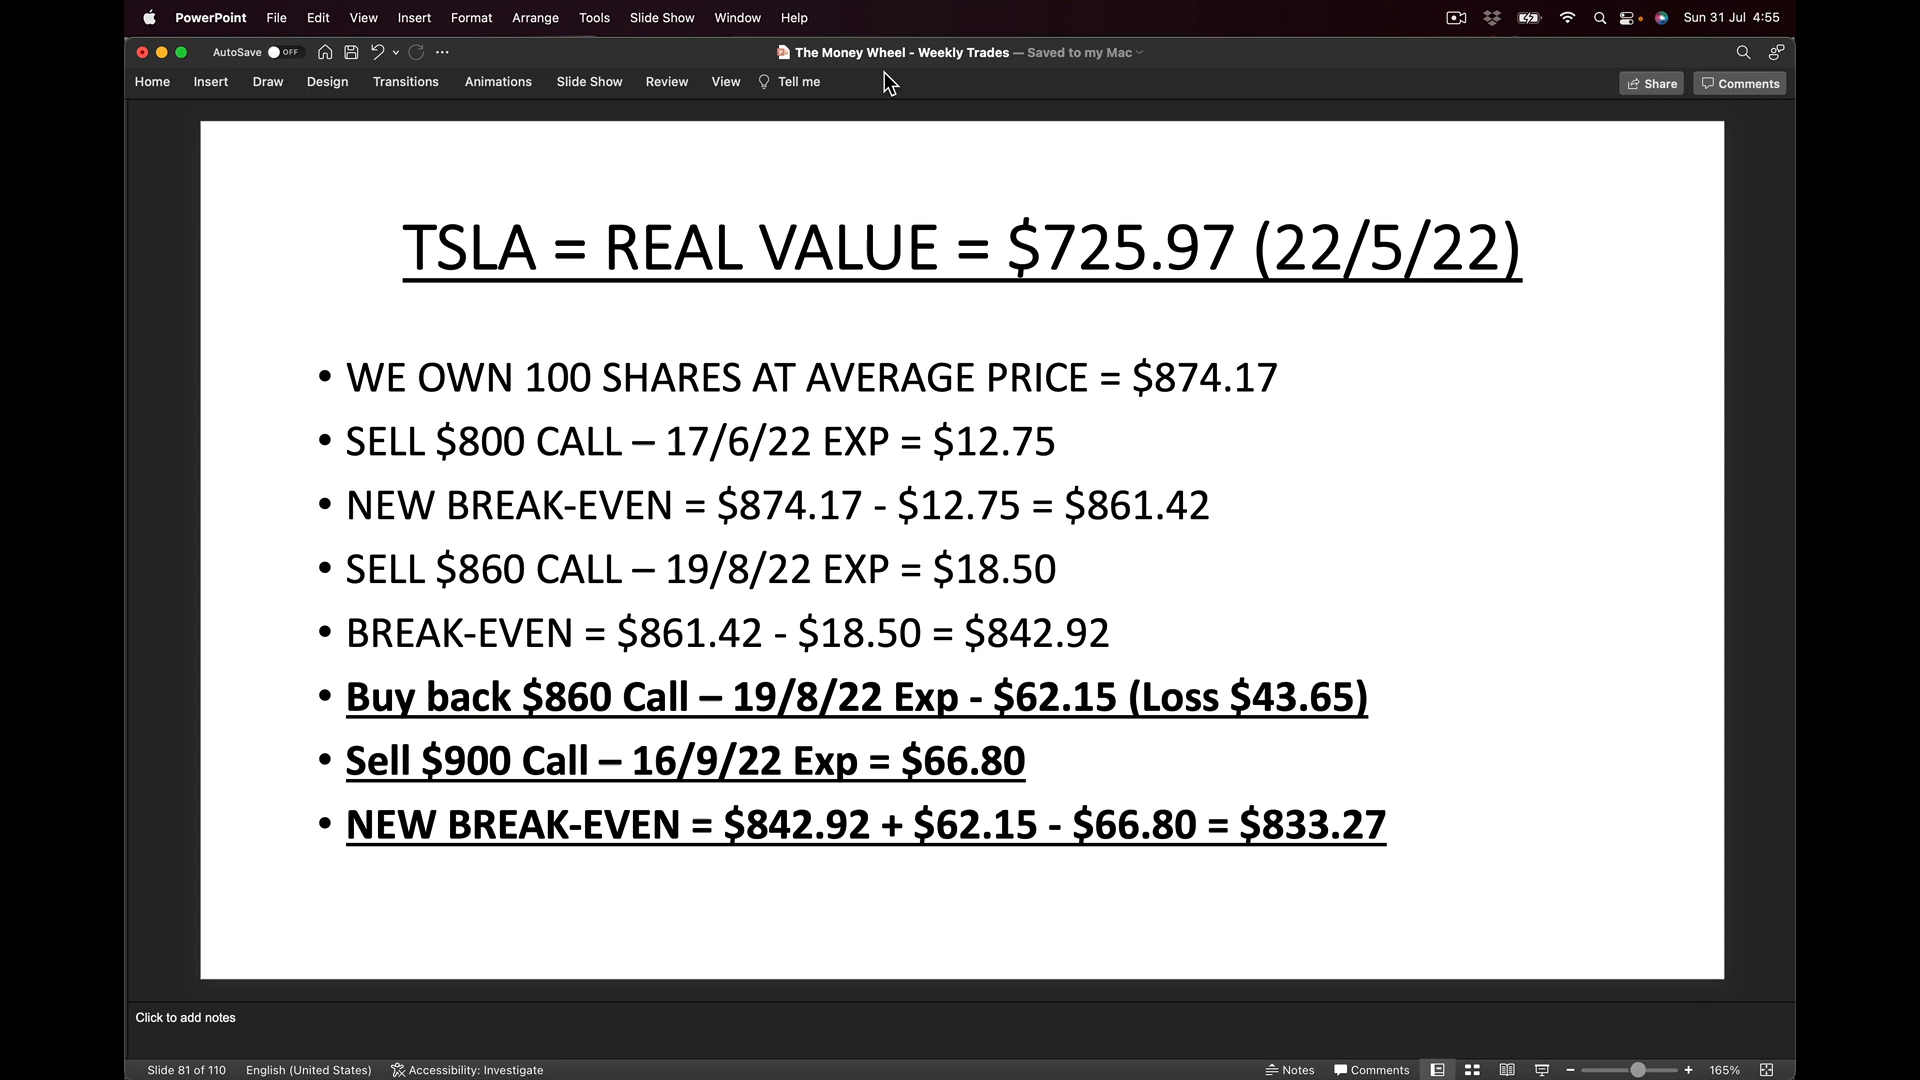 PowerPoint File Edit View Insert Format Arrange Tools Slide Show Window Help Sun 31 Jul 4:55
AutoSave OFF The Money Wheel - Weekly Trades — Saved to my Mac
Home Insert Draw Design Transitions Animations Slide Show Review View Tell me Share Comments
TSLA = REAL VALUE = $725.97 (22/5/22)
• WE OWN 100 SHARES AT AVERAGE PRICE = $874.17
• SELL $800 CALL – 17/6/22 EXP = $12.75
• NEW BREAK-EVEN = $874.17 - $12.75 = $861.42
• SELL $860 CALL – 19/8/22 EXP = $18.50
• BREAK-EVEN = $861.42 - $18.50 = $842.92
• Buy back $860 Call – 19/8/22 Exp - $62.15 (Loss $43.65)
• Sell $900 Call – 16/9/22 Exp = $66.80
• NEW BREAK-EVEN = $842.92 + $62.15 - $66.80 = $833.27
Click to add notes
Slide 81 of 110 English (United States) Accessibility: Investigate Notes Comments 165%